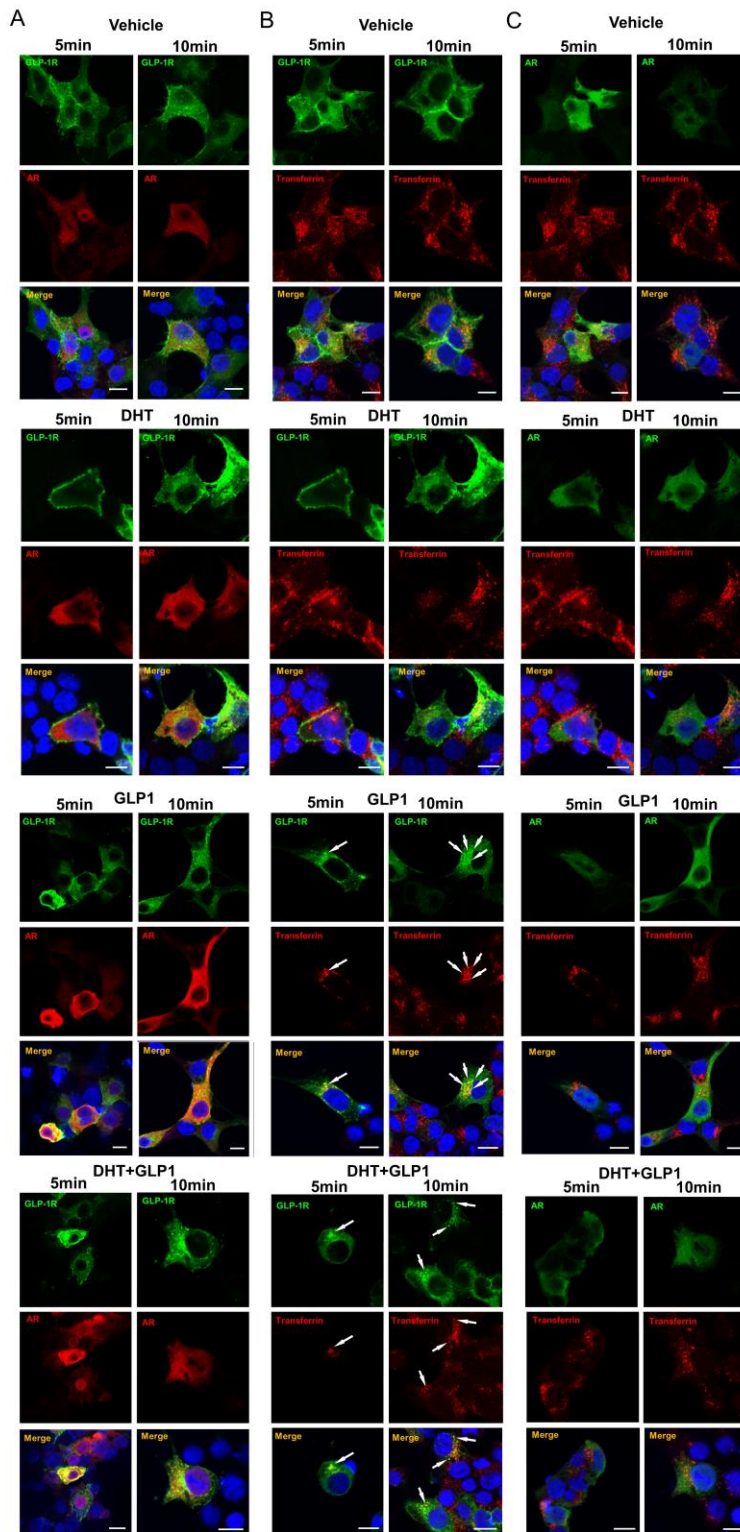 A
Vehicle
5min 10min
GLP-1R GLP-1R
AR AR
Merge Merge
DHT
5min 10min
GLP-1R GLP-1R
AR AR
Merge Merge
GLP1
5min 10min
GLP-1R GLP-1R
AR AR
Merge Merge
DHT+GLP1
5min 10min
GLP-1R GLP-1R
AR AR
Merge Merge
B
Vehicle
5min 10min
GLP-1R GLP-1R
Transferrin Transferrin
Merge Merge
DHT
5min 10min
GLP-1R GLP-1R
Transferrin Transferrin
Merge Merge
GLP1
5min 10min
GLP-1R GLP-1R
Transferrin Transferrin
Merge Merge
DHT+GLP1
5min 10min
GLP-1R GLP-1R
Transferrin Transferrin
Merge Merge
C
Vehicle
5min 10min
AR AR
Transferrin Transferrin
Merge Merge
DHT
5min 10min
AR AR
Transferrin Transferrin
Merge Merge
GLP1
5min 10min
AR AR
Transferrin Transferrin
Merge Merge
DHT+GLP1
5min 10min
AR AR
Transferrin Transferrin
Merge Merge